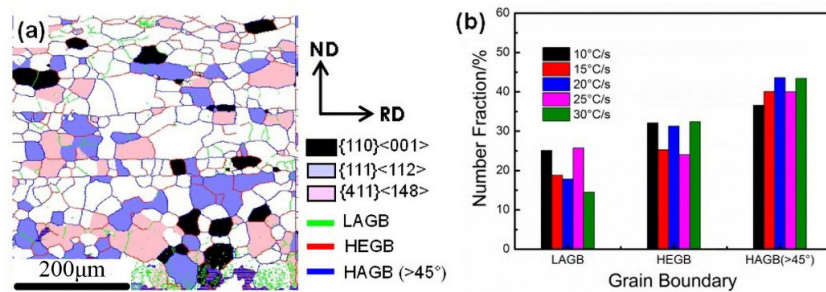 (a)
ND
RD
{110}<001>
{111}<112>
{411}<148>
LAGB
HEGB
HAGB (>45°)
200μm
(b)
Number Fraction/%
60
50
40
30
20
10
0
10°C/s
15°C/s
20°C/s
25°C/s
30°C/s
LAGB
HEGB
HAGB(>45°)
Grain Boundary